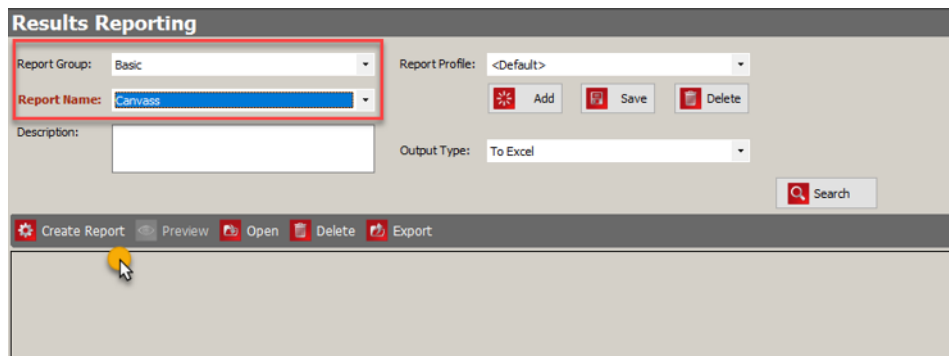 Results Reporting
Report Group: Basic Report Profile: <Default>
Report Name: Canvass Add Save Delete
Description:
Output Type: To Excel
Search
Create Report Preview Open Delete Export